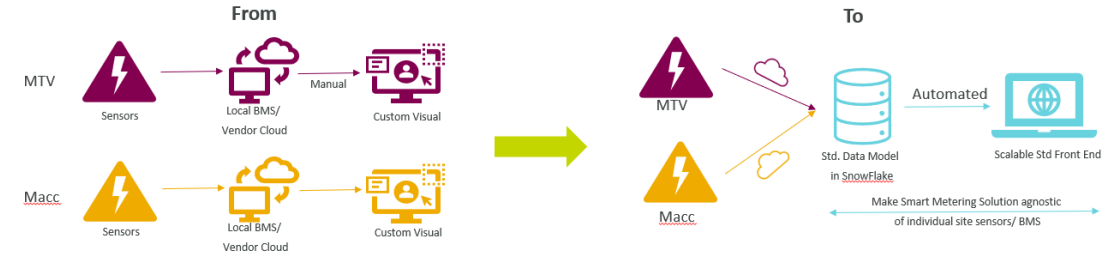 From
To
MTV
Sensors
Local BMS/
Vendor Cloud
Manual
Custom Visual
Macc
Sensors
Local BMS/
Vendor Cloud
Custom Visual
MTV
Macc
Std. Data Model
in SnowFlake
Automated
Scalable Std Front End
Make Smart Metering Solution agnostic
of individual site sensors/ BMS